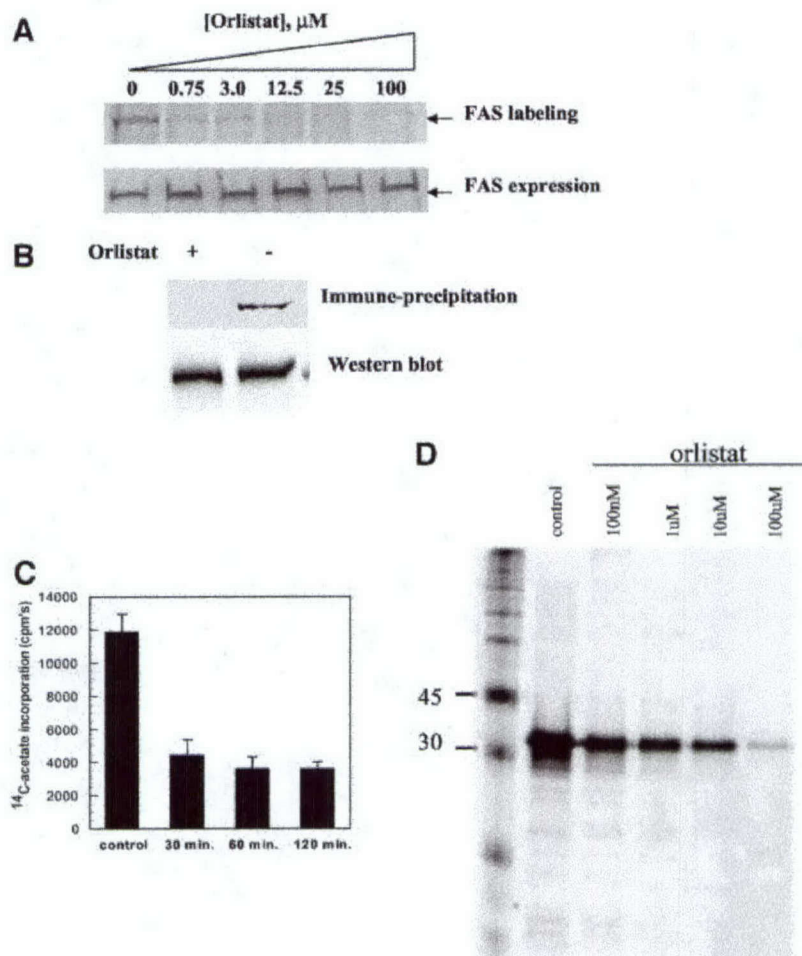 A
[Orlistat], µM
0 0.75 3.0 12.5 25 100
FAS labeling
FAS expression
B
Orlistat + -
Immune-precipitation
Western blot
D
orlistat
control 100nM 1uM 10uM 100uM
45
30
C
14C-acetate incorporation (cpm's)
14000
12000
10000
8000
6000
4000
2000
0
control 30 min. 60 min. 120 min.